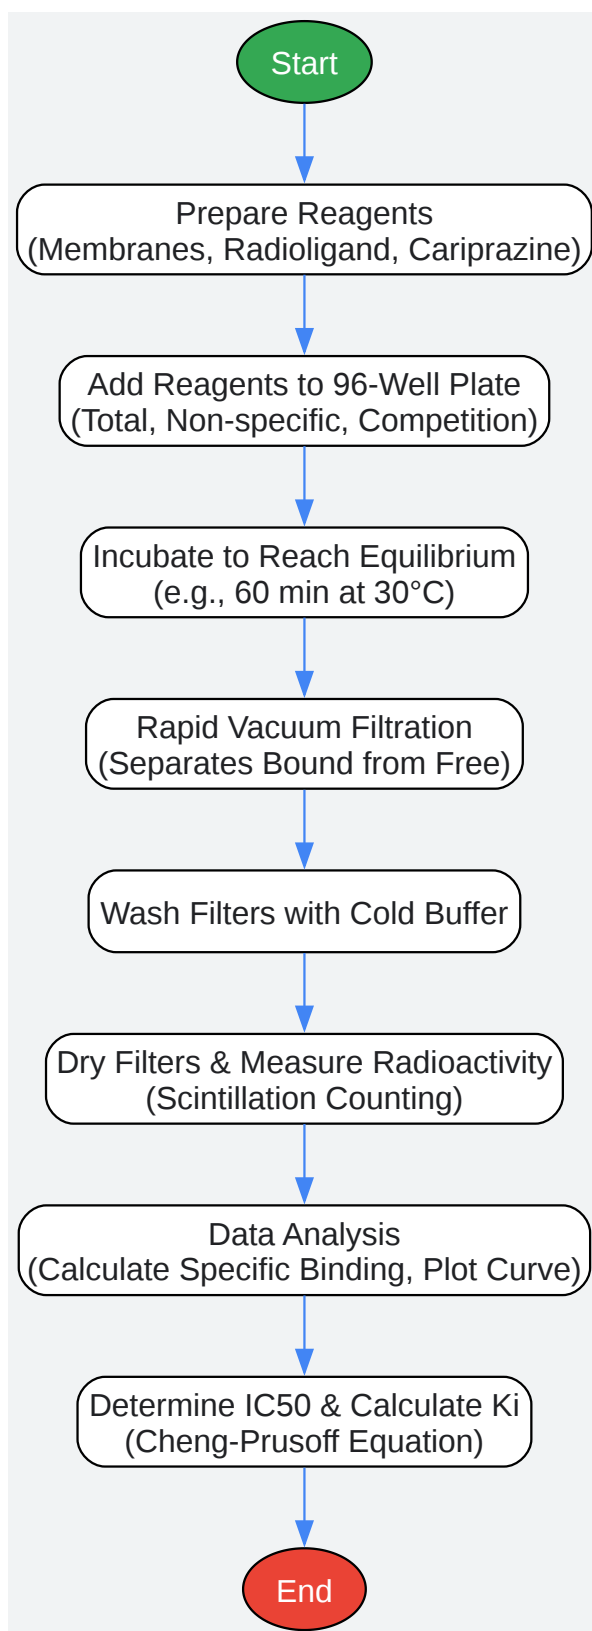 Start
Prepare Reagents
(Membranes, Radioligand, Cariprazine)
Add Reagents to 96-Well Plate
(Total, Non-specific, Competition)
Incubate to Reach Equilibrium
(e.g., 60 min at 30°C)
Rapid Vacuum Filtration
(Separates Bound from Free)
Wash Filters with Cold Buffer
Dry Filters & Measure Radioactivity
(Scintillation Counting)
Data Analysis
(Calculate Specific Binding, Plot Curve)
Determine IC50 & Calculate Ki
(Cheng-Prusoff Equation)
End